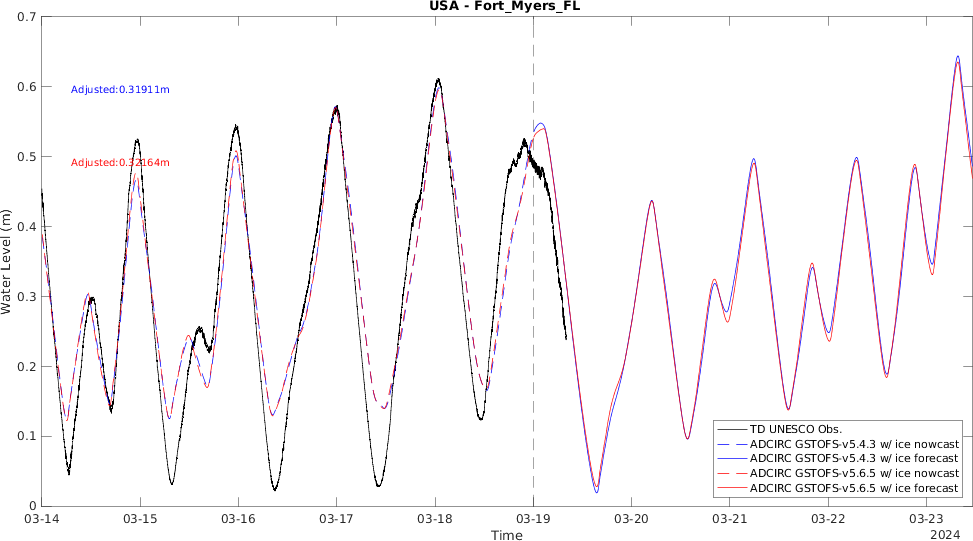 USA - Fort_Myers_FL
0.7
0.6
0.5
0.4
0.3
0.2
0.1
0
Water Level (m)
Adjusted:0.31911m
Adjusted:0.32164m
TD UNESCO Obs.
ADCIRC GSTOFS-v5.4.3 w/ ice nowcast
ADCIRC GSTOFS-v5.4.3 w/ ice forecast
ADCIRC GSTOFS-v5.6.5 w/ ice nowcast
ADCIRC GSTOFS-v5.6.5 w/ ice forecast
03-14 03-15 03-16 03-17 03-18 03-19 03-20 03-21 03-22 03-23
Time
2024